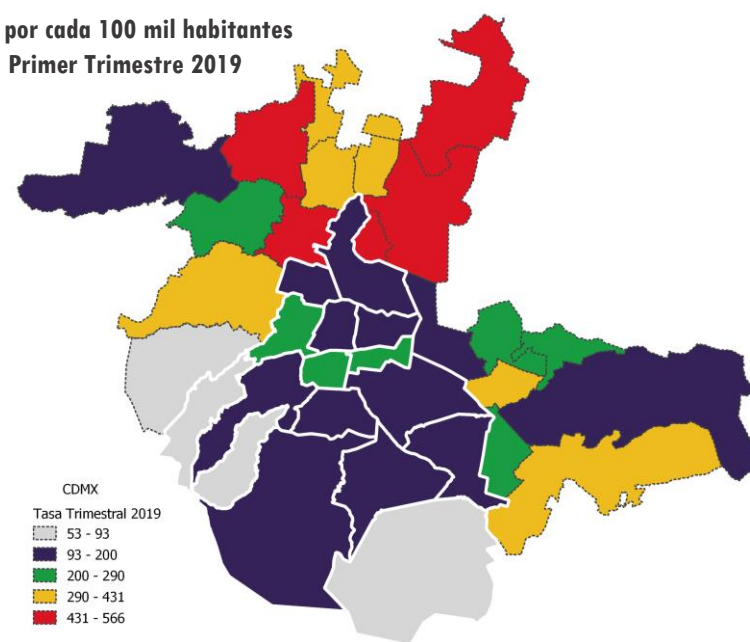 por cada 100 mil habitantes
Primer Trimestre 2019
CDMX
Tasa Trimestral 2019
53 - 93
93 - 200
200 - 290
290 - 431
431 - 566